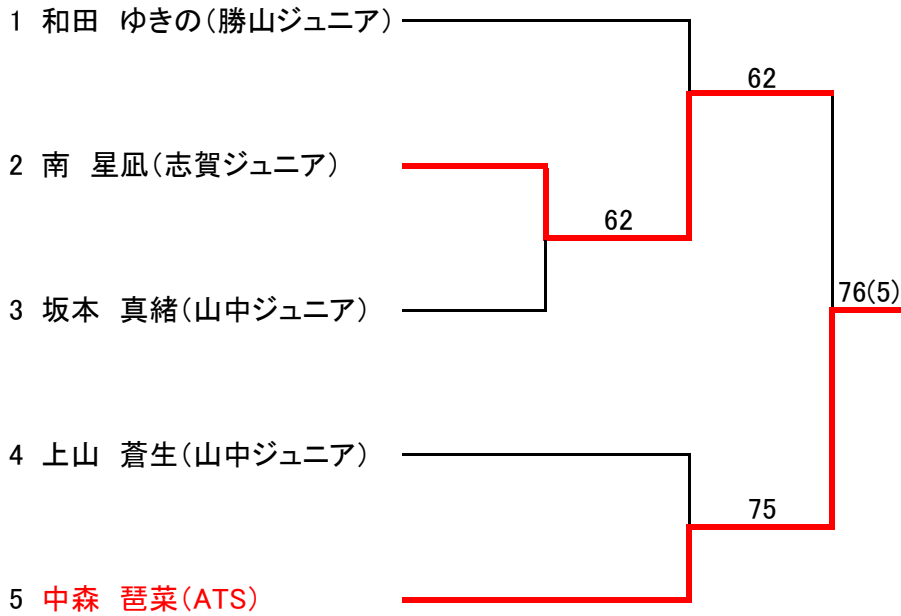 1 和田 ゆきの(勝山ジュニア)
62
2 南 星凪(志賀ジュニア)
62
76(5)
3 坂本 真緒(山中ジュニア)
4 上山 蒼生(山中ジュニア)
75
5 中森 琶菜(ATS)